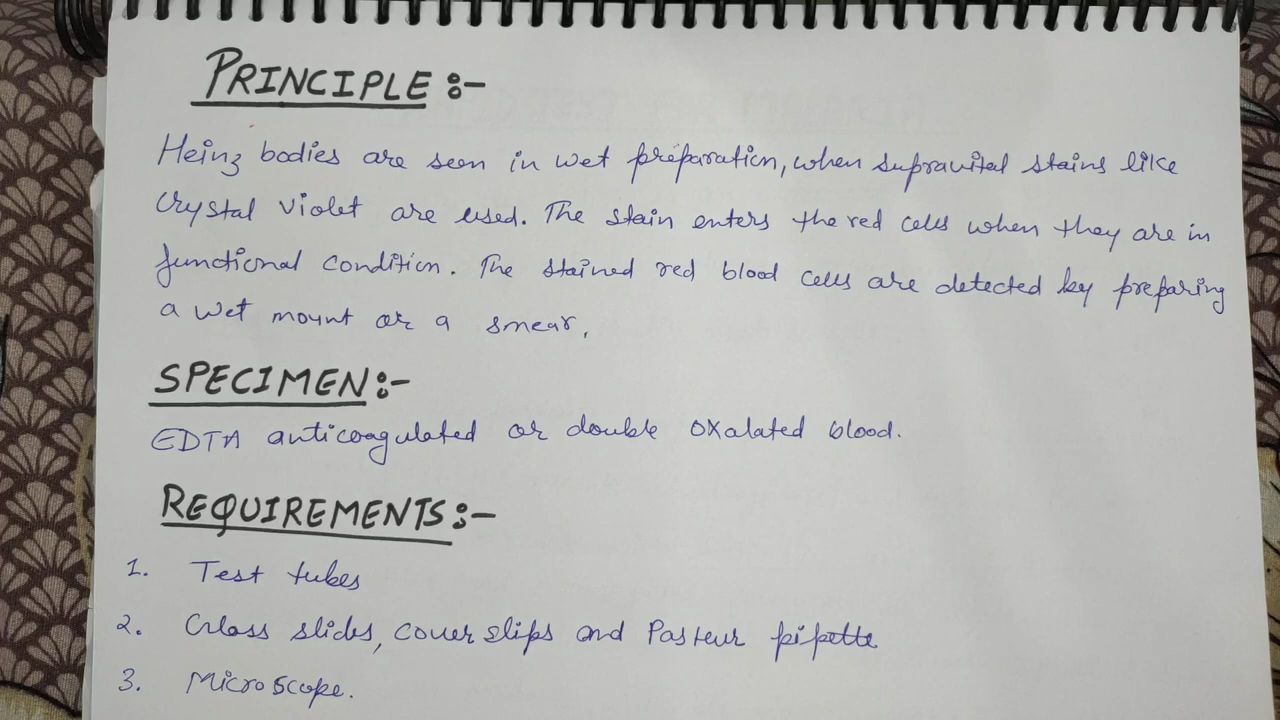 PRINCIPLE :-
Heinz bodies are seen in wet preparation, when supravital stains like
Crystal Violet are used. The stain enters the red cells when they are in
functional condition. The stained red blood cells are detected by preparing
a wet mount or a smear.
SPECIMEN :-
EDTA anticoagulated or double oxalated blood.
REQUIREMENTS :-
1. Test tubes
2. Glass slides, cover slips and Pasteur pipette
3. Microscope.